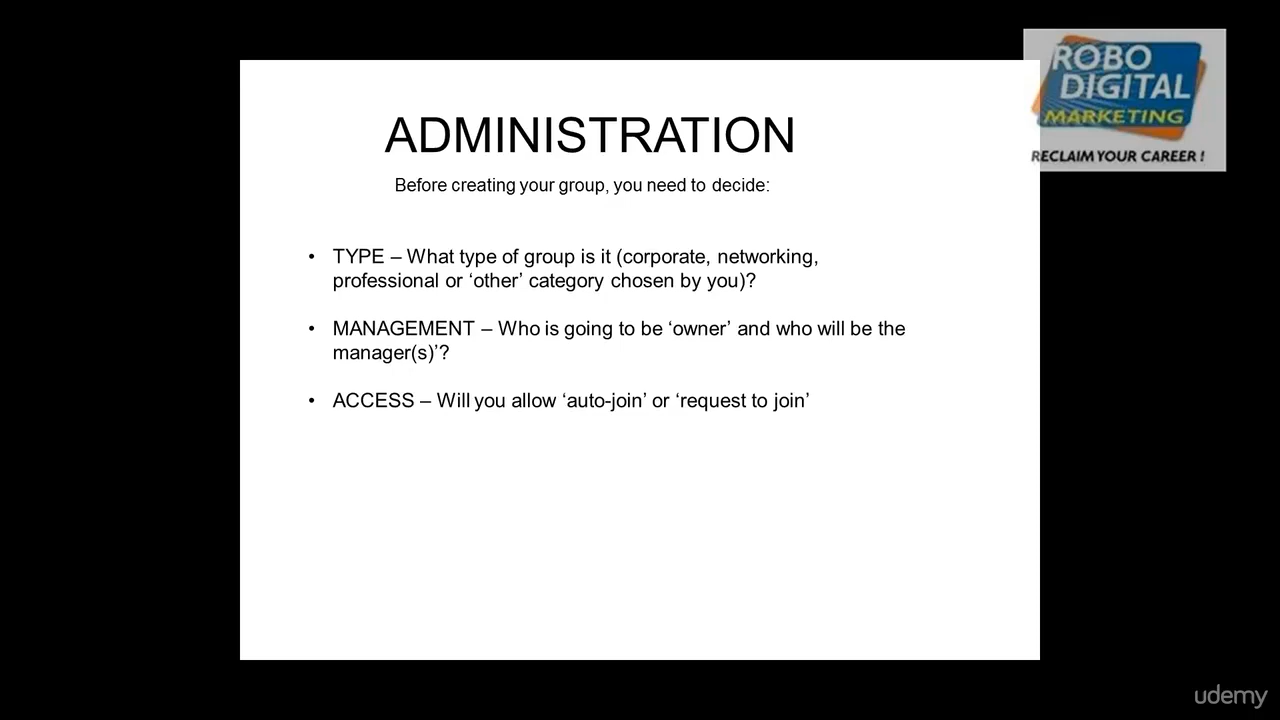 ROBO
DIGITAL
MARKETING
RECLAIM YOUR CAREER !
ADMINISTRATION
Before creating your group, you need to decide:
• TYPE – What type of group is it (corporate, networking,
professional or ‘other’ category chosen by you)?
• MANAGEMENT – Who is going to be ‘owner’ and who will be the
manager(s)’?
• ACCESS – Will you allow ‘auto-join’ or ‘request to join’
udemy